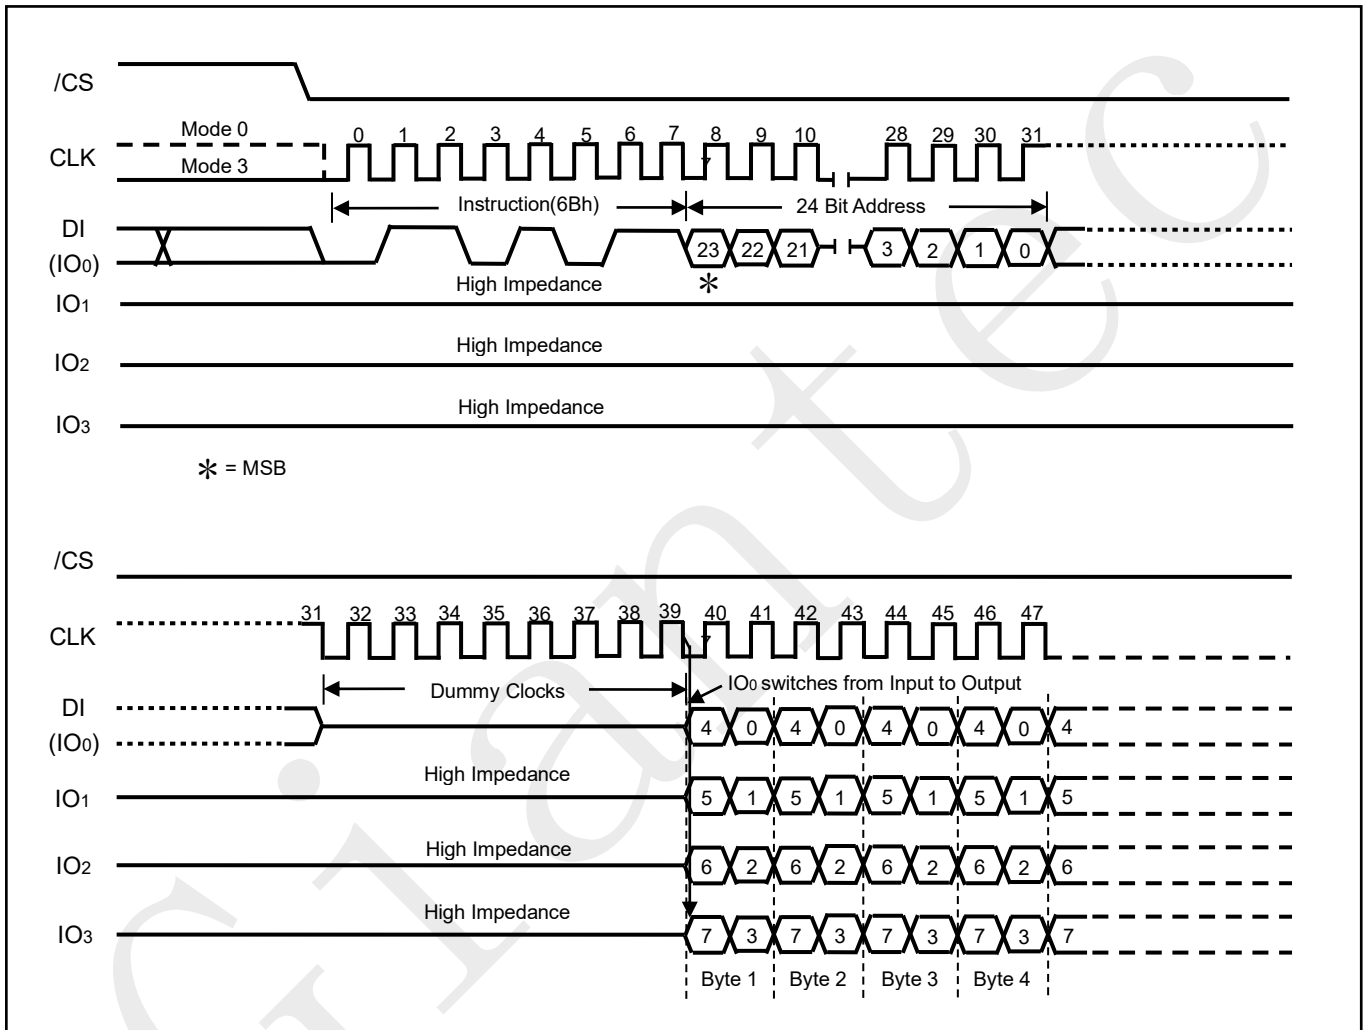 /CS
Mode 0
CLK
Mode 3
0 1 2 3 4 5 6 7 8 9 10 28 29 30 31
7
Instruction(6Bh)
24 Bit Address
DI
(IO0)
23 22 21 3 2 1 0
*
High Impedance
IO1
High Impedance
IO2
High Impedance
IO3
* = MSB
/CS
31 32 33 34 35 36 37 38 39 40 41 42 43 44 45 46 47
7
CLK
Dummy Clocks
IO0 switches from Input to Output
DI
(IO0)
4 0 4 0 4 0 4 0 4
High Impedance
IO1
5 1 5 1 5 1 5 1 5
High Impedance
IO2
6 2 6 2 6 2 6 2 6
High Impedance
IO3
7 3 7 3 7 3 7 3 7
Byte 1 Byte 2 Byte 3 Byte 4
Giantec